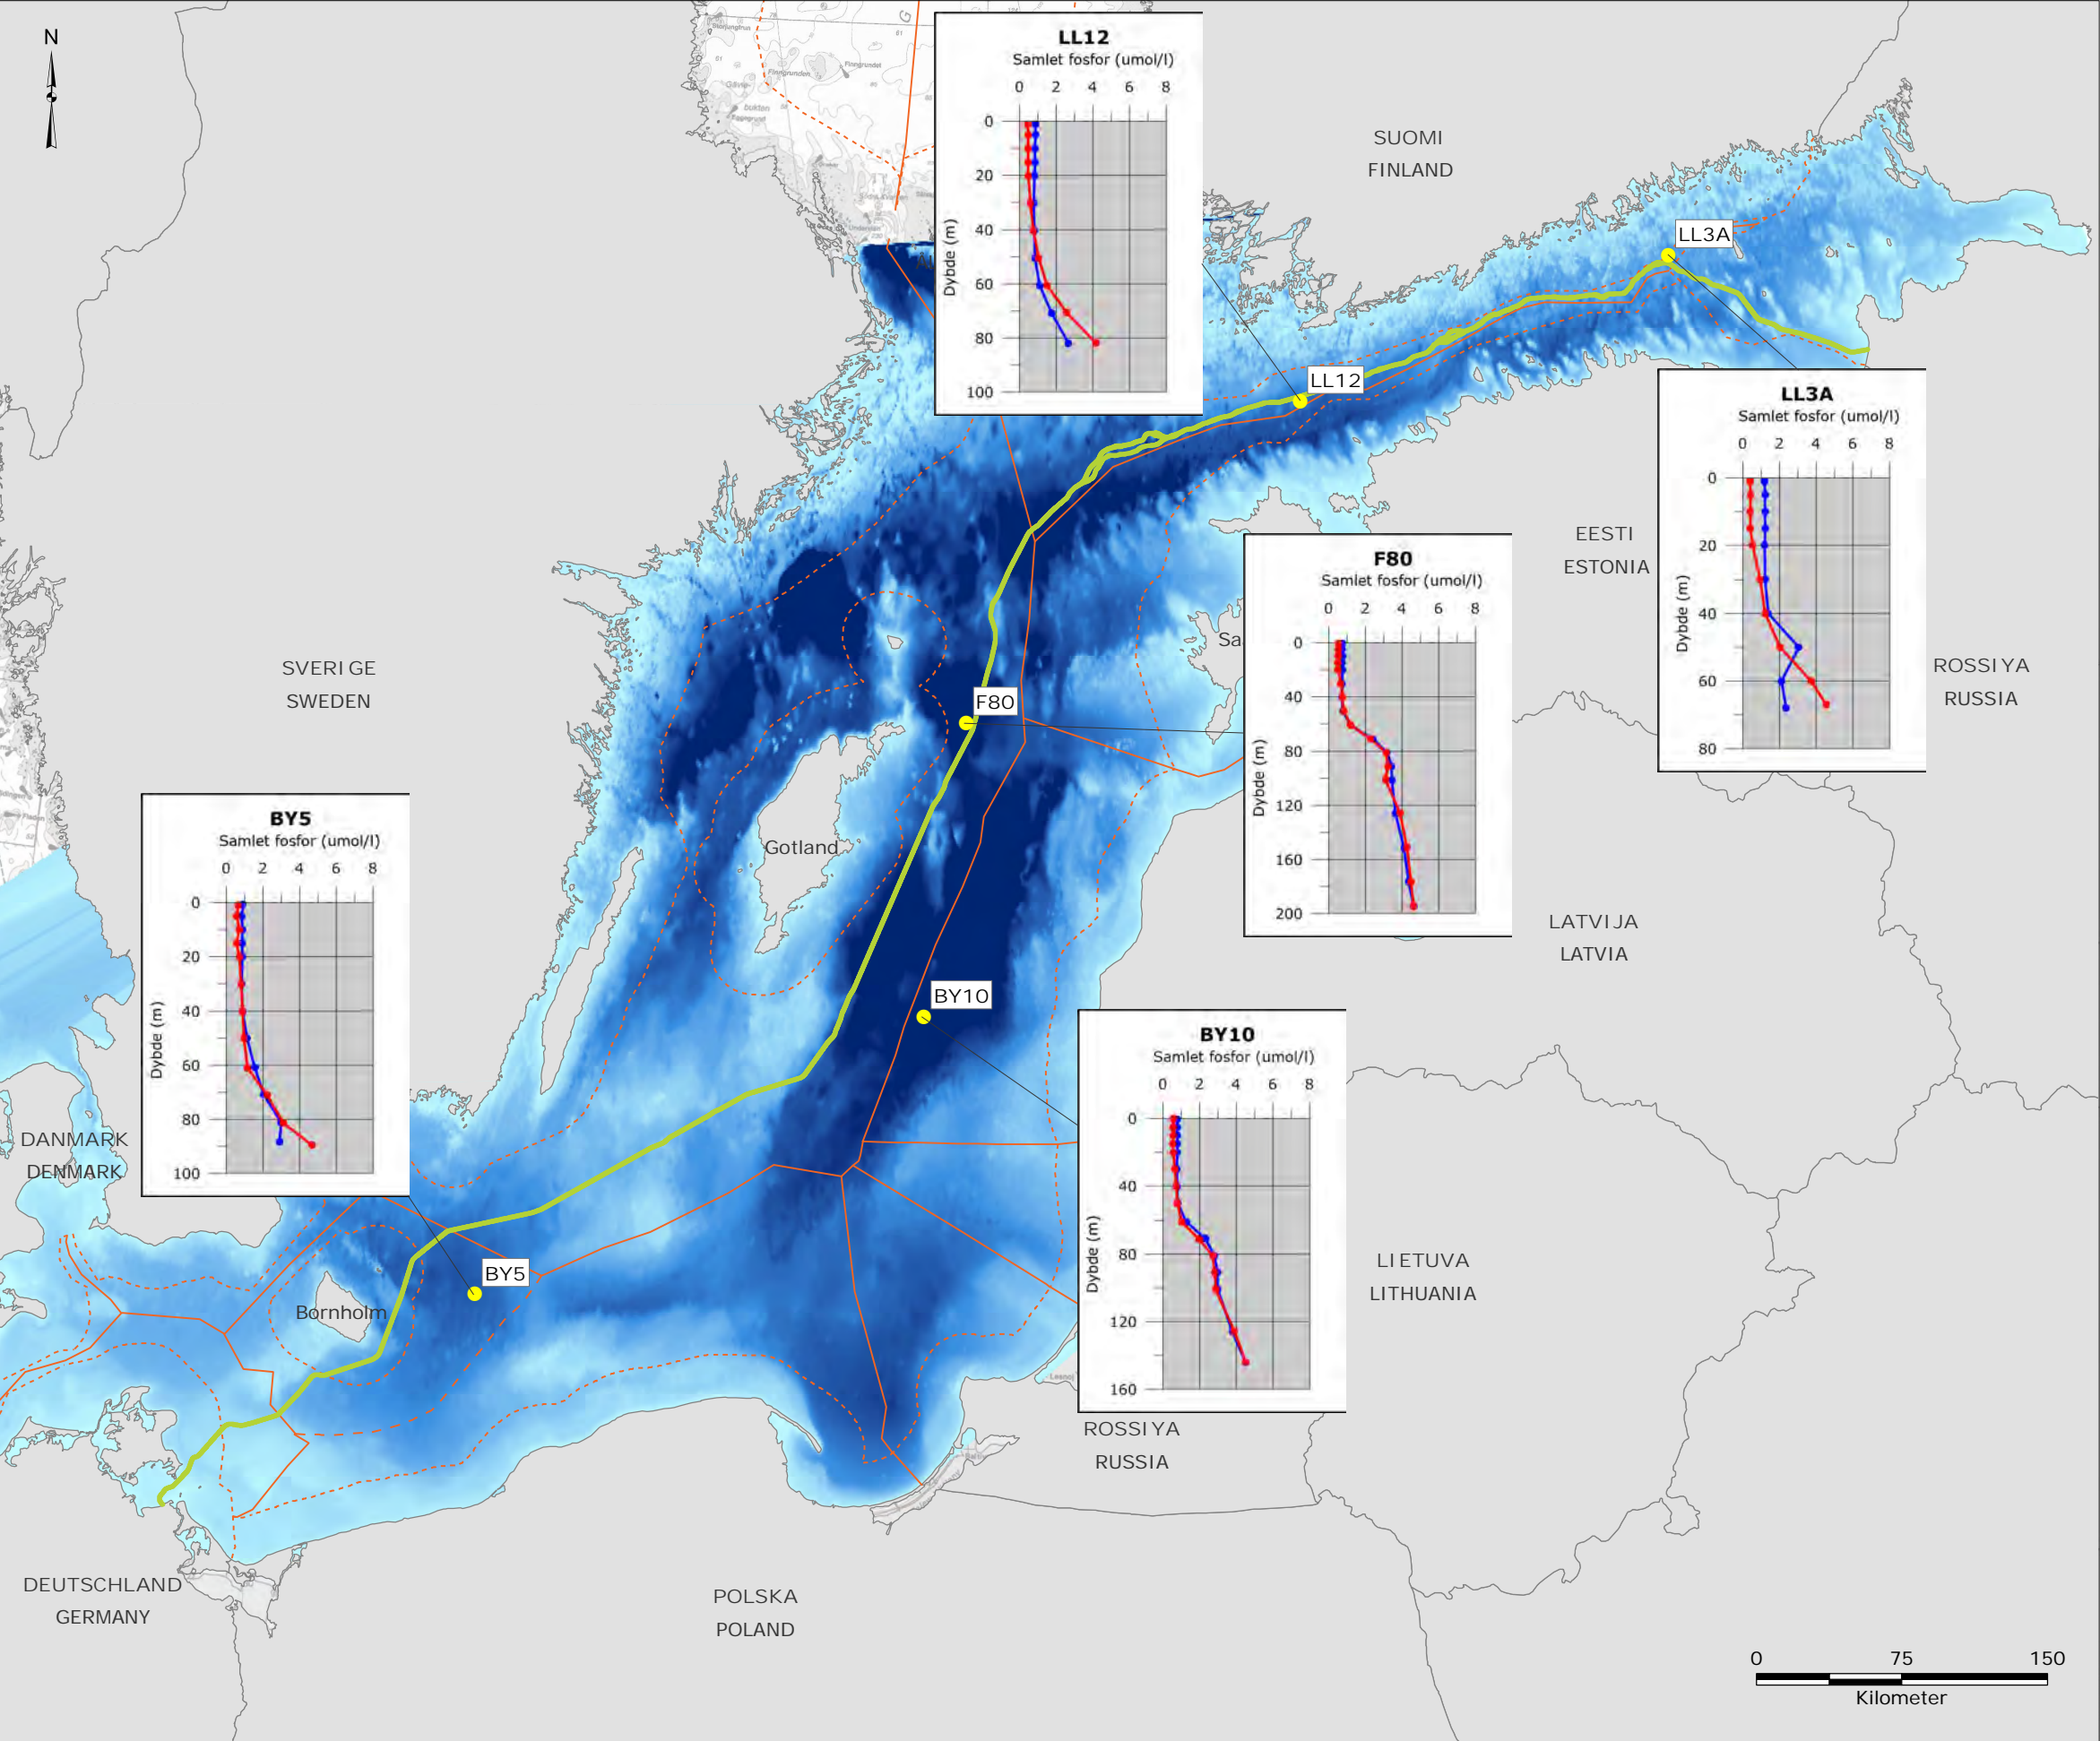 N
LL12
Samlet fosfor (umol/l)
0 2 4 6 8
0
20
40
60
80
100
Dybde (m)
SUOMI
FINLAND
LL3A
LL12
LL3A
Samlet fosfor (umol/l)
0 2 4 6 8
0
20
40
60
80
Dybde (m)
EESTI
ESTONIA
F80
Samlet fosfor (umol/l)
0 2 4 6 8
0
40
80
120
160
200
Dybde (m)
Sa
ROSSIYA
RUSSIA
SVERIGE
SWEDEN
F80
Gotland
BY5
Samlet fosfor (umol/l)
0 2 4 6 8
0
20
40
60
80
100
Dybde (m)
LATVIJA
LATVIA
BY10
BY10
Samlet fosfor (umol/l)
0 2 4 6 8
0
40
80
120
160
Dybde (m)
DANMARK
DENMARK
BY5
Bornholm
LIETUVA
LITHUANIA
ROSSIYA
RUSSIA
DEUTSCHLAND
GERMANY
POLSKA
POLAND
0 75 150
Kilometer